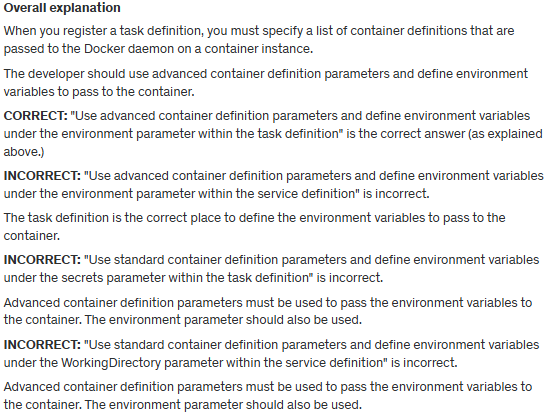 Overall explanation
When you register a task definition, you must specify a list of container definitions that are
passed to the Docker daemon on a container instance.
The developer should use advanced container definition parameters and define environment
variables to pass to the container.
CORRECT: "Use advanced container definition parameters and define environment variables
under the environment parameter within the task definition" is the correct answer (as explained
above.)
INCORRECT: "Use advanced container definition parameters and define environment variables
under the environment parameter within the service definition" is incorrect.
The task definition is the correct place to define the environment variables to pass to the
container.
INCORRECT: "Use standard container definition parameters and define environment variables
under the secrets parameter within the task definition" is incorrect.
Advanced container definition parameters must be used to pass the environment variables to
the container. The environment parameter should also be used.
INCORRECT: "Use standard container definition parameters and define environment variables
under the WorkingDirectory parameter within the service definition" is incorrect.
Advanced container definition parameters must be used to pass the environment variables to
the container. The environment parameter should also be used.